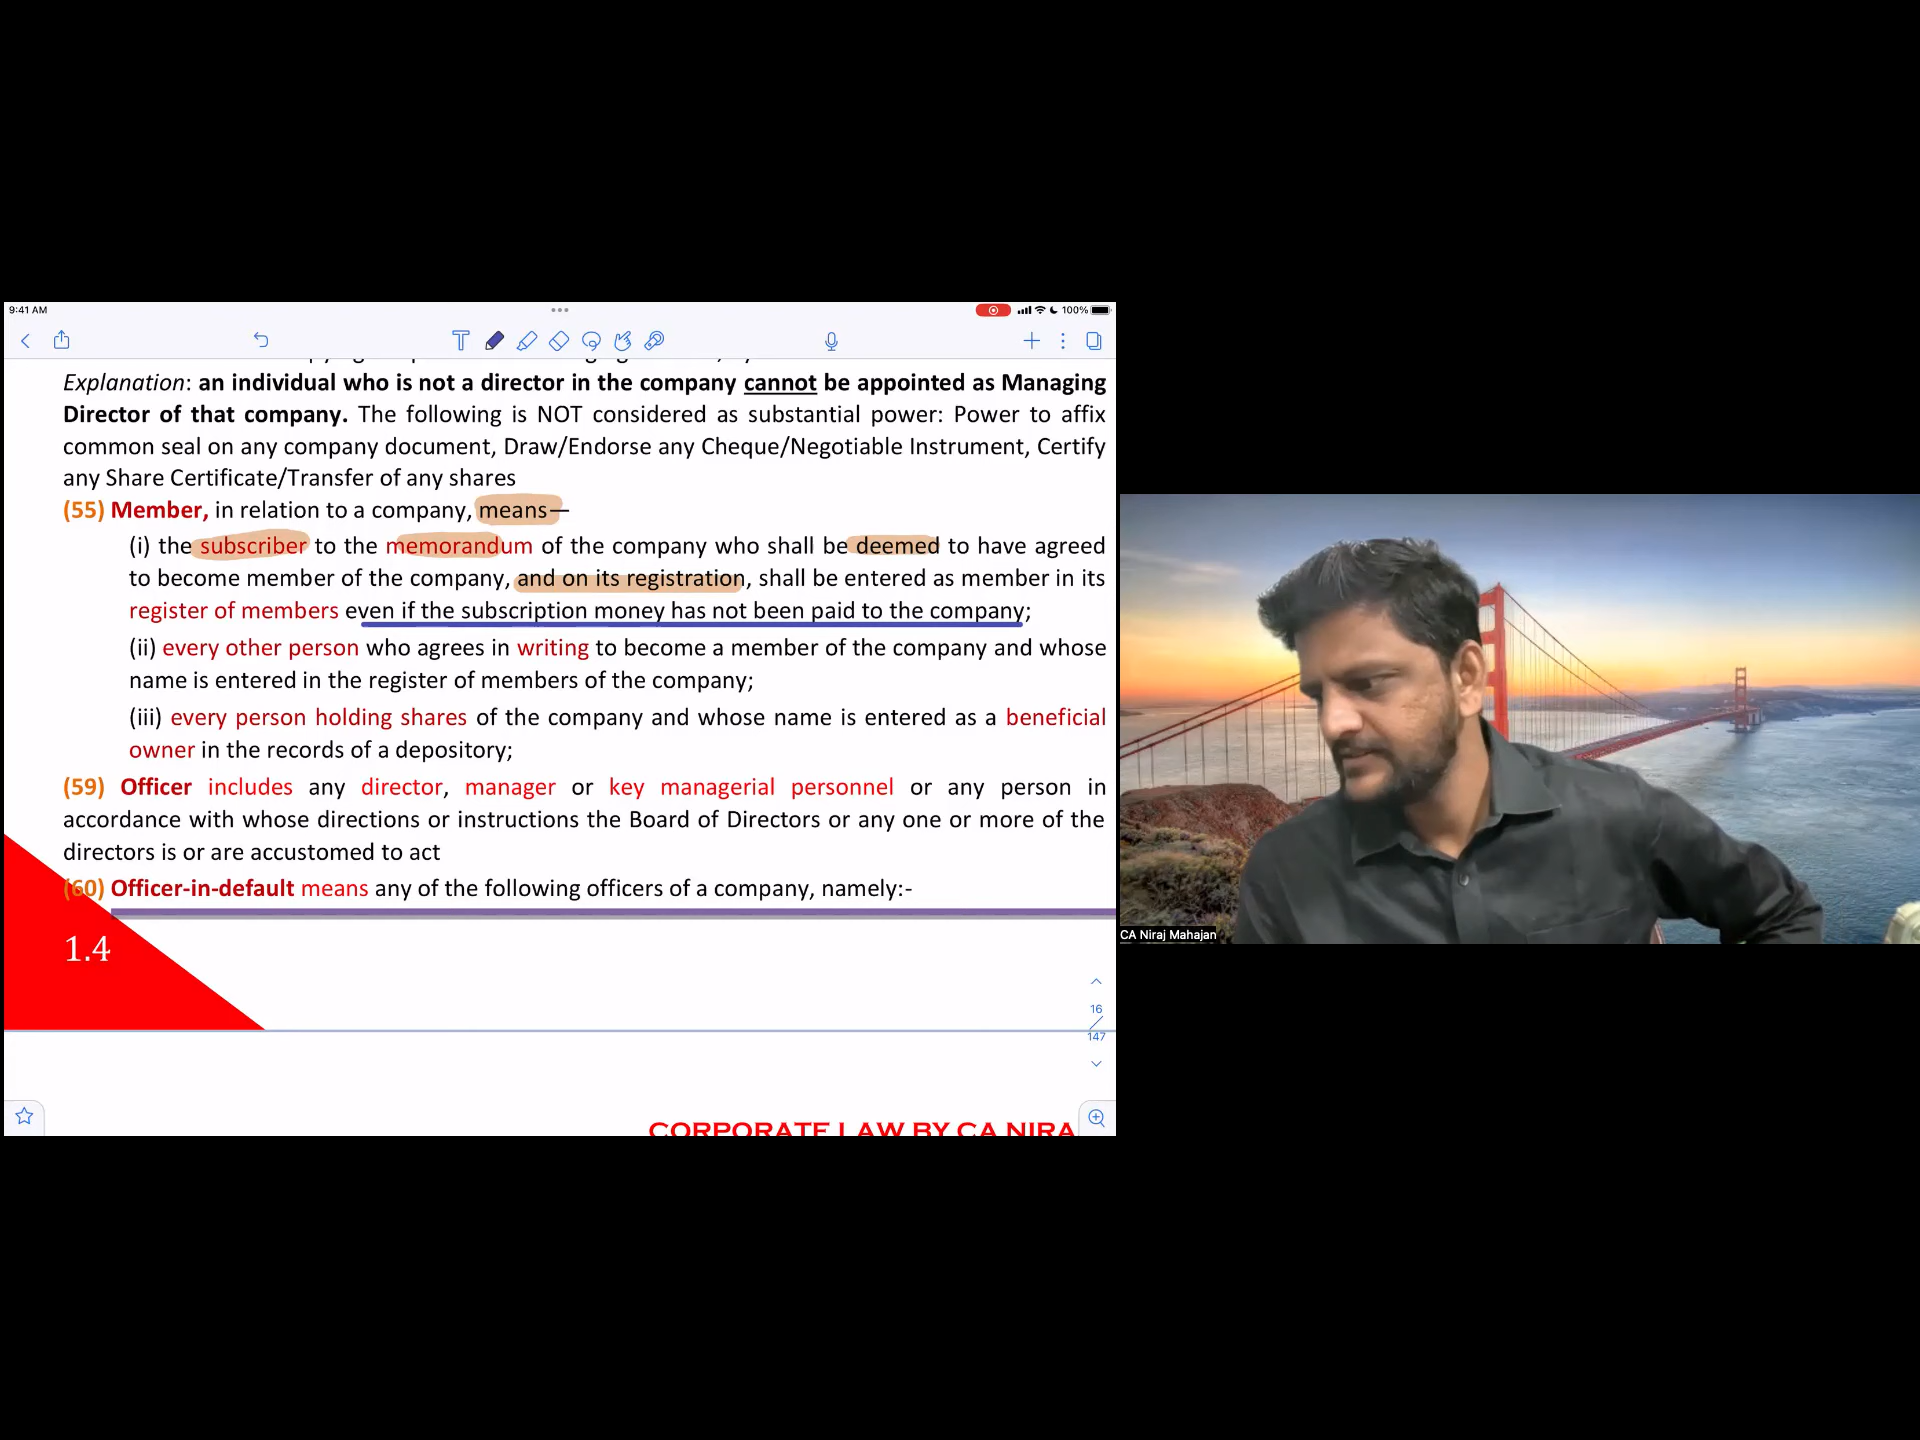 9:41 AM
100%
Explanation: an individual who is not a director in the company cannot be appointed as Managing
Director of that company. The following is NOT considered as substantial power: Power to affix
common seal on any company document, Draw/Endorse any Cheque/Negotiable Instrument, Certify
any Share Certificate/Transfer of any shares
(55) Member, in relation to a company, means—
(i) the subscriber to the memorandum of the company who shall be deemed to have agreed
to become member of the company, and on its registration, shall be entered as member in its
register of members even if the subscription money has not been paid to the company;
(ii) every other person who agrees in writing to become a member of the company and whose
name is entered in the register of members of the company;
(iii) every person holding shares of the company and whose name is entered as a beneficial
owner in the records of a depository;
(59) Officer includes any director, manager or key managerial personnel or any person in
accordance with whose directions or instructions the Board of Directors or any one or more of the
directors is or are accustomed to act
(60) Officer-in-default means any of the following officers of a company, namely:-
1.4
16
147
CORPORATE LAW BY CA NIRA
CA Niraj Mahajan